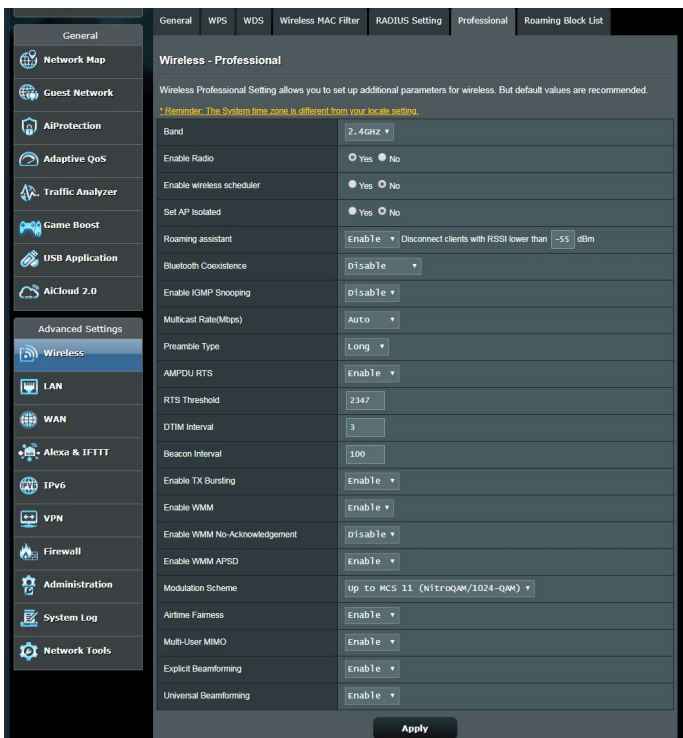 General WPS WDS Wireless MAC Filter RADIUS Setting Professional Roaming Block List
General
Network Map
Guest Network
AiProtection
Adaptive QoS
Traffic Analyzer
Game Boost
USB Application
AiCloud 2.0
Advanced Settings
Wireless
LAN
WAN
Alexa & IFTTT
IPv6
VPN
Firewall
Administration
System Log
Network Tools
Wireless - Professional
Wireless Professional Setting allows you to set up additional parameters for wireless. But default values are recommended.
* Reminder: The System time zone is different from your locale setting.
Band 2.4GHz
Enable Radio Yes No
Enable wireless scheduler Yes No
Set AP Isolated Yes No
Roaming assistant Enable Disconnect clients with RSSI lower than -55 dBm
Bluetooth Coexistence Disable
Enable IGMP Snooping Disable
Multicast Rate(Mbps) Auto
Preamble Type Long
AMPDU RTS Enable
RTS Threshold 2347
DTIM Interval 3
Beacon Interval 100
Enable TX Bursting Enable
Enable WMM Enable
Enable WMM No-Acknowledgement Disable
Enable WMM APSD Enable
Modulation Scheme Up to MCS 11 (NitroQAM/1024-QAM)
Airtime Fairness Enable
Multi-User MIMO Enable
Explicit Beamforming Enable
Universal Beamforming Enable
Apply